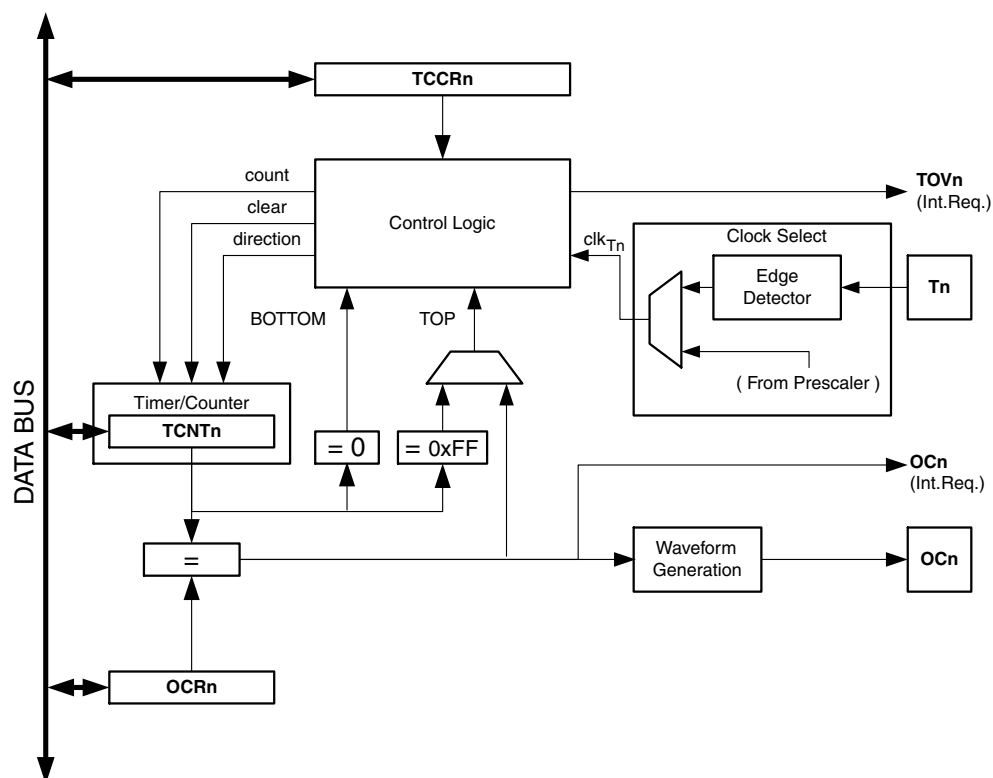 TCCRn
count
clear
direction
Control Logic
TOVn
(Int.Req.)
clkTn
Clock Select
Edge
Detector
Tn
( From Prescaler )
BOTTOM
TOP
Timer/Counter
TCNTn
= 0
= 0xFF
DATA BUS
OCn
(Int.Req.)
=
Waveform
Generation
OCn
OCRn